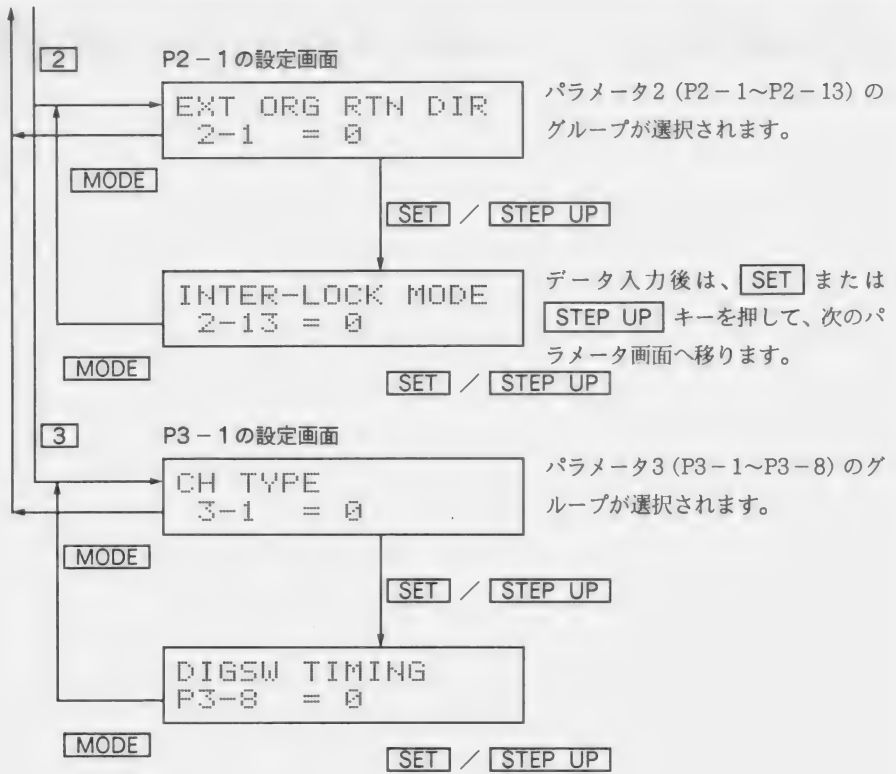 2 P2－1の設定画面
EXT ORG RTN DIR
2-1 = 0
パラメータ2 (P2－1～P2－13) の
グループが選択されます。
MODE
SET ／ STEP UP
INTER-LOCK MODE
2-13 = 0
データ入力後は、 SET または
STEP UP キーを押して、次のパ
ラメータ画面へ移ります。
MODE
SET ／ STEP UP
3 P3－1の設定画面
CH TYPE
3-1 = 0
パラメータ3 (P3－1～P3－8) のグ
ループが選択されます。
MODE
SET ／ STEP UP
DIGSW TIMING
P3-8 = 0
MODE
SET ／ STEP UP